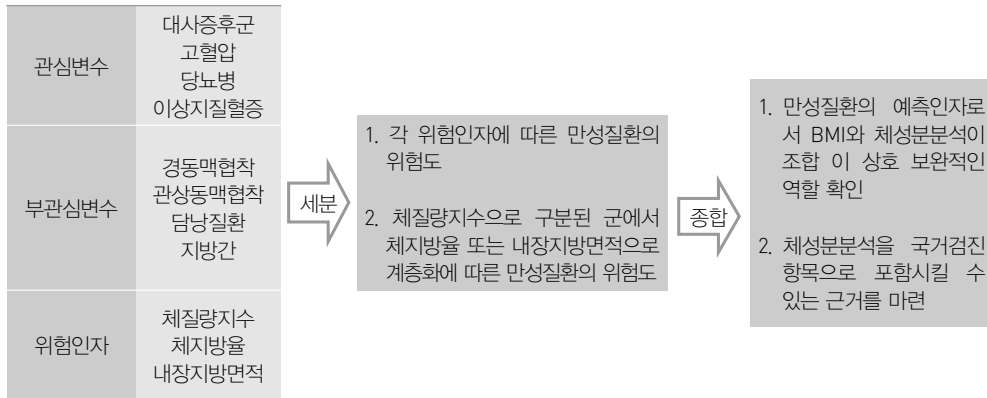 관심변수
대사증후군
고혈압
당뇨병
이상지질혈증
부관심변수
경동맥협착
관상동맥협착
담낭질환
지방간
위험인자
체질량지수
체지방율
내장지방면적
세분
1. 각 위험인자에 따른 만성질환의
위험도
2. 체질량지수으로 구분된 군에서
체지방율 또는 내장지방면적으로
계층화에 따른 만성질환의 위험도
종합
1. 만성질환의 예측인자로
서 BMI와 체성분분석이
조합 이 상호 보완적인
역할 확인
2. 체성분분석을 국거검진
항목으로 포함시킬 수
있는 근거를 마련